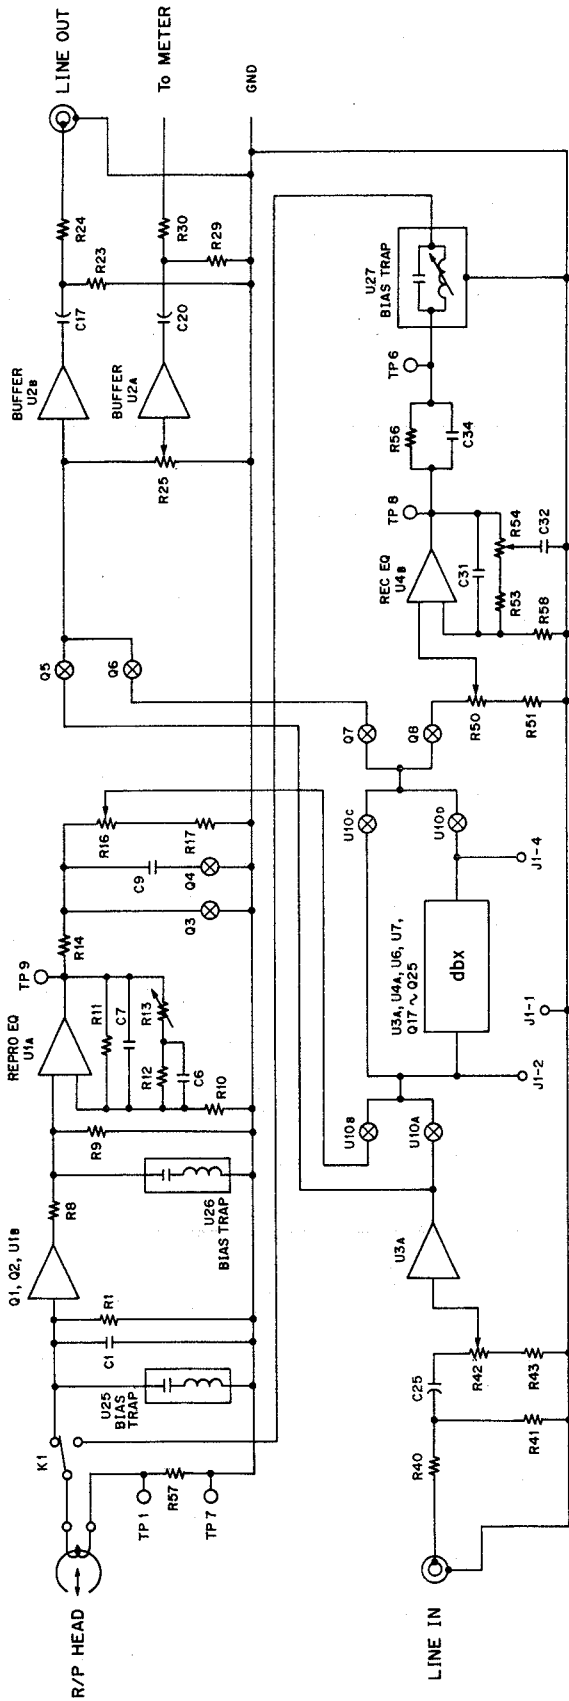 R/P HEAD
K1
TP 1
R57
TP 7
U25
BIAS
TRAP
C1
R1
Q1, Q2, U1B
R8
U26
BIAS TRAP
R9
REPRO EQ
U1A
TP 9
R11
C7
R12
R13
C6
R10
R14
Q3
C9
Q4
R16
R17
Q5
Q6
BUFFER
U2B
BUFFER
U2A
R25
C17
C20
R23
R24
R30
R29
LINE OUT
To METER
GND
LINE IN
R40
R41
C25
R42
R43
U3A
U10B
U10A
J1-2
J1-1
U3A, U4A, U6, U7,
Q17 ~ Q25
dbx
J1-4
U10C
U10D
Q7
Q8
R50
R51
REC EQ
U4B
TP 8
C31
R53
R54
R58
C32
R56
C34
TP6
U27
BIAS TRAP